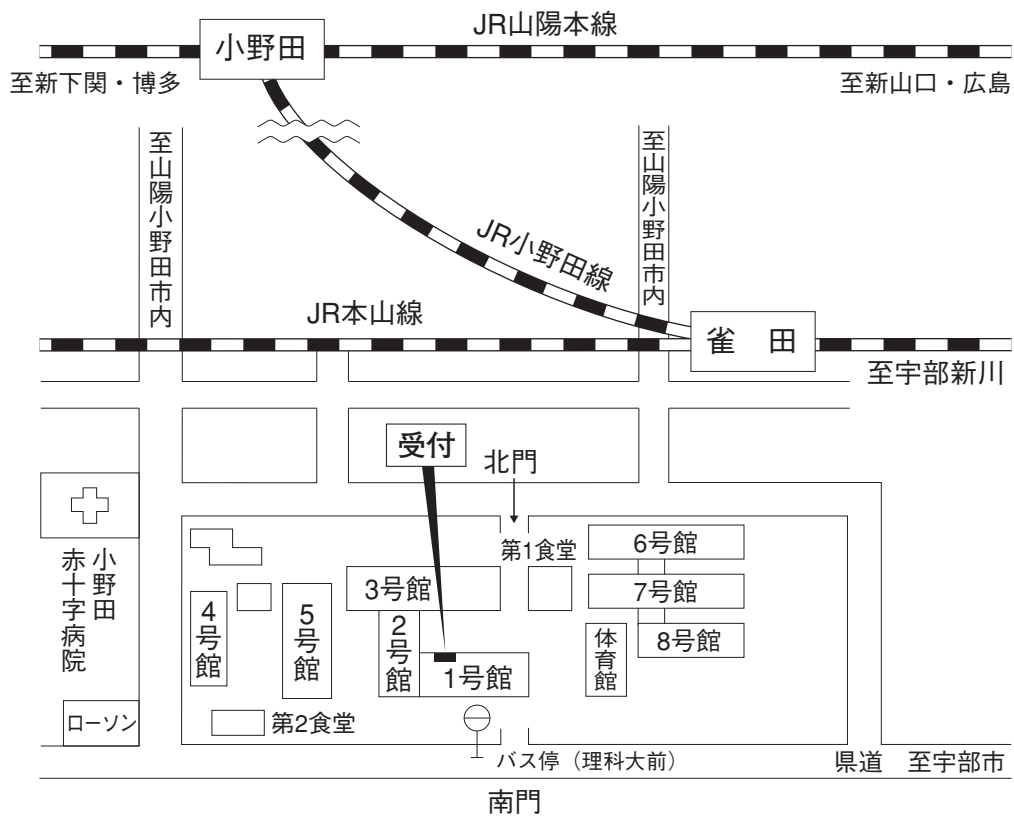 JR山陽本線
小野田
至新下関・博多
至新山口・広島
至山陽小野田市内
至山陽小野田市内
JR小野田線
JR本山線
雀　田
至宇部新川
受付
北門
第1食堂
6号館
3号館
7号館
小野田
赤十字病院
4号館
5号館
2号館
体育館
8号館
1号館
ローソン
第2食堂
バス停（理科大前）
県道
至宇部市
南門